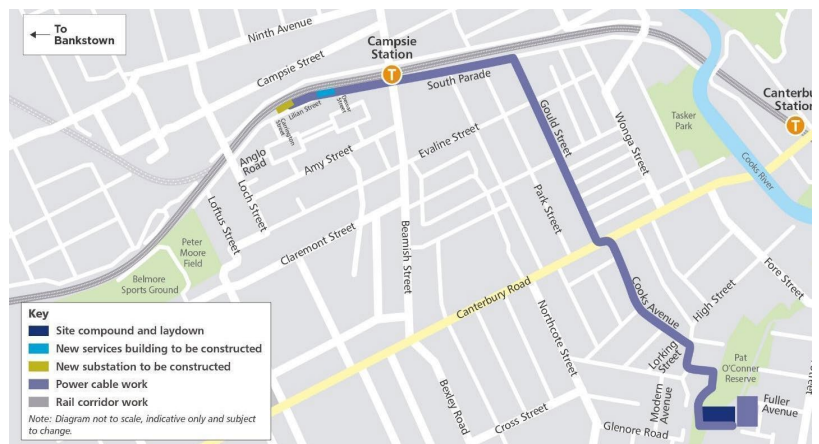 To
Bankstown
Ninth Avenue
Campsie Street
Campsie
Station
T
South Parade
Lilian Street
Carrington
Street
Anglo
Road
Amy Street
Evaline Street
Gould Street
Wonga Street
Tasker
Park
Canterbu
Station
T
Cooks River
Loch Street
Loftus Street
Peter
Moore
Field
Belmore
Sports Ground
Claremont Street
Beamish Street
Park Street
Canterbury Road
Cooks Avenue
High Street
Fore Street
Northcote Street
Bexley Road
Cross Street
Lorking
Street
Modern
Avenue
Glenore Road
Pat
O'Conner
Reserve
Fuller
Avenue
Key
Site compound and laydown
New services building to be constructed
New substation to be constructed
Power cable work
Rail corridor work
Note: Diagram not to scale, indicative only and subject
to change.